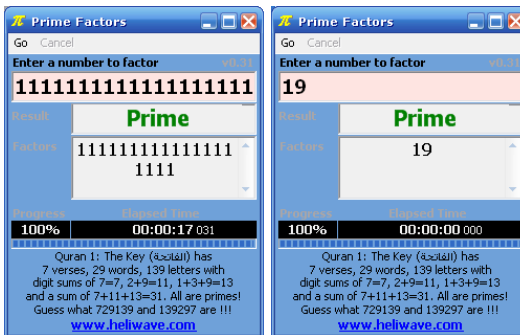 Prime Factors
Go Cancel
Enter a number to factor v0.31
1111111111111111111
Result Prime
Factors 111111111111111
1111
Progress Elapsed Time
100% 00:00:17 031
Quran 1: The Key (الفاتحة) has
7 verses, 29 words, 139 letters with
digit sums of 7=7, 2+9=11, 1+3+9=13
and a sum of 7+11+13=31. All are primes!
Guess what 729139 and 139297 are !!!
www.heliwave.com
Prime Factors
Go Cancel
Enter a number to factor v0.31
19
Result Prime
Factors 19
Progress Elapsed Time
100% 00:00:00 000
Quran 1: The Key (الفاتحة) has
7 verses, 29 words, 139 letters with
digit sums of 7=7, 2+9=11, 1+3+9=13
and a sum of 7+11+13=31. All are primes!
Guess what 729139 and 139297 are !!!
www.heliwave.com